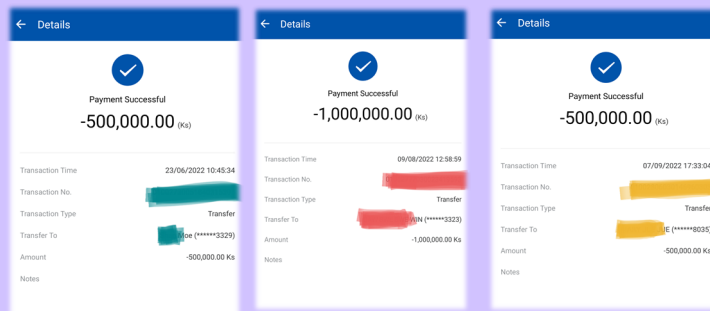 Details
Payment Successful
-500,000.00 (Ks)
Transaction Time 23/06/2022 10:45:34
Transaction No.
Transaction Type Transfer
Transfer To Moe (******3329)
Amount -500,000.00 Ks
Notes
Details
Payment Successful
-1,000,000.00 (Ks)
Transaction Time 09/08/2022 12:58:59
Transaction No.
Transaction Type Transfer
Transfer To (******3323)
Amount -1,000,000.00 Ks
Notes
Details
Payment Successful
-500,000.00 (Ks)
Transaction Time 07/09/2022 17:33:04
Transaction No.
Transaction Type Transfer
Transfer To (******8035)
Amount -500,000.00 Ks
Notes